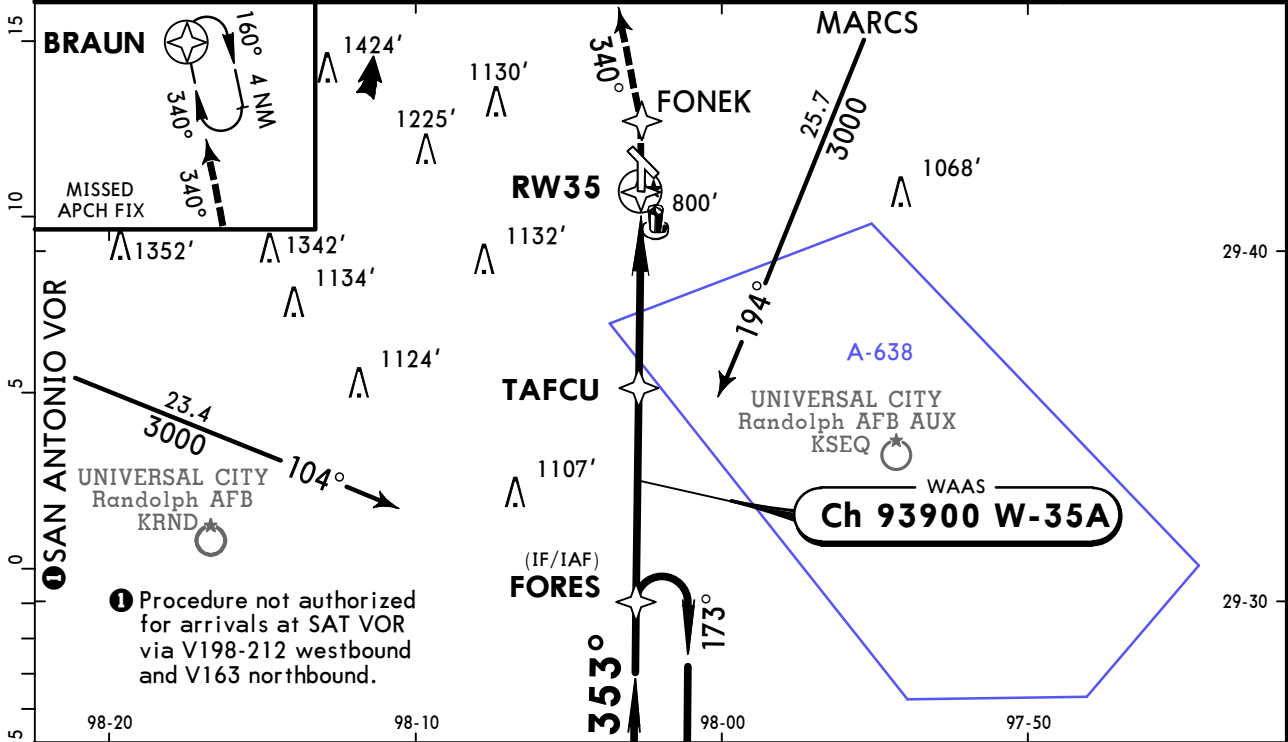 BRAUN
160°
4 NM
340°
340°
MISSED
APCH FIX
1424'
1130'
1225'
340°
FONEK
MARCS
25.7
3000
194°
1068'
RW35
800'
1352'
1342'
1134'
1132'
1124'
❶SAN ANTONIO VOR
23.4
3000
104°
UNIVERSAL CITY
Randolph AFB
KRND
TAFCU
A-638
UNIVERSAL CITY
Randolph AFB AUX
KSEQ
1107'
WAAS
Ch 93900 W-35A
(IF/IAF)
FORES
173°
353°
❶ Procedure not authorized
for arrivals at SAT VOR
via V198-212 westbound
and V163 northbound.
15
10
5
0
5
29-40
29-30
98-20
98-10
98-00
97-50